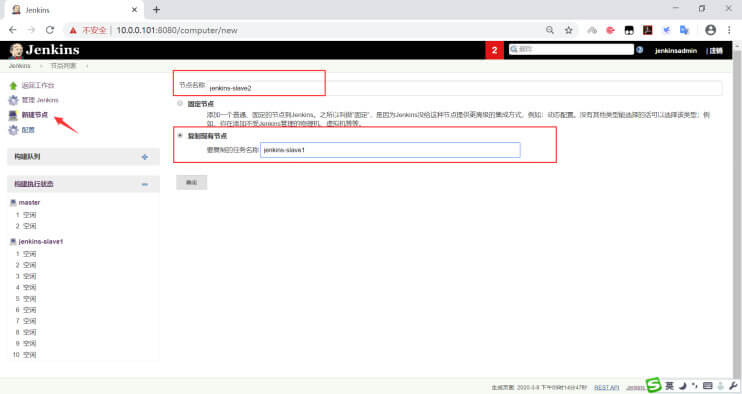 Jenkins
不安全 | 10.0.0.101:8080/computer/new
Jenkins
2
jenkinsadmin
| 注销
Jenkins
节点列表
返回工作台
管理 Jenkins
新建节点
配置
构建队列
构建执行状态
master
1 空闲
2 空闲
jenkins-slave1
1 空闲
2 空闲
3 空闲
4 空闲
5 空闲
6 空闲
7 空闲
8 空闲
9 空闲
10 空闲
节点名称
jenkins-slave2
固定节点
添加一个普通、固定的节点到Jenkins。之所以叫做"固定"，是因为Jenkins没给这种节点提供更高级的集成方式，例如：动态配置。没有其他类型能选择的话可以选择该类型；例
如，你在添加不受Jenkins管理的物理机，虚拟机等等。
复制现有节点
要复制的任务名称
jenkins-slave1
确定
生成页面: 2020-3-8 下午09时14分47秒
REST API
Jenkins
英